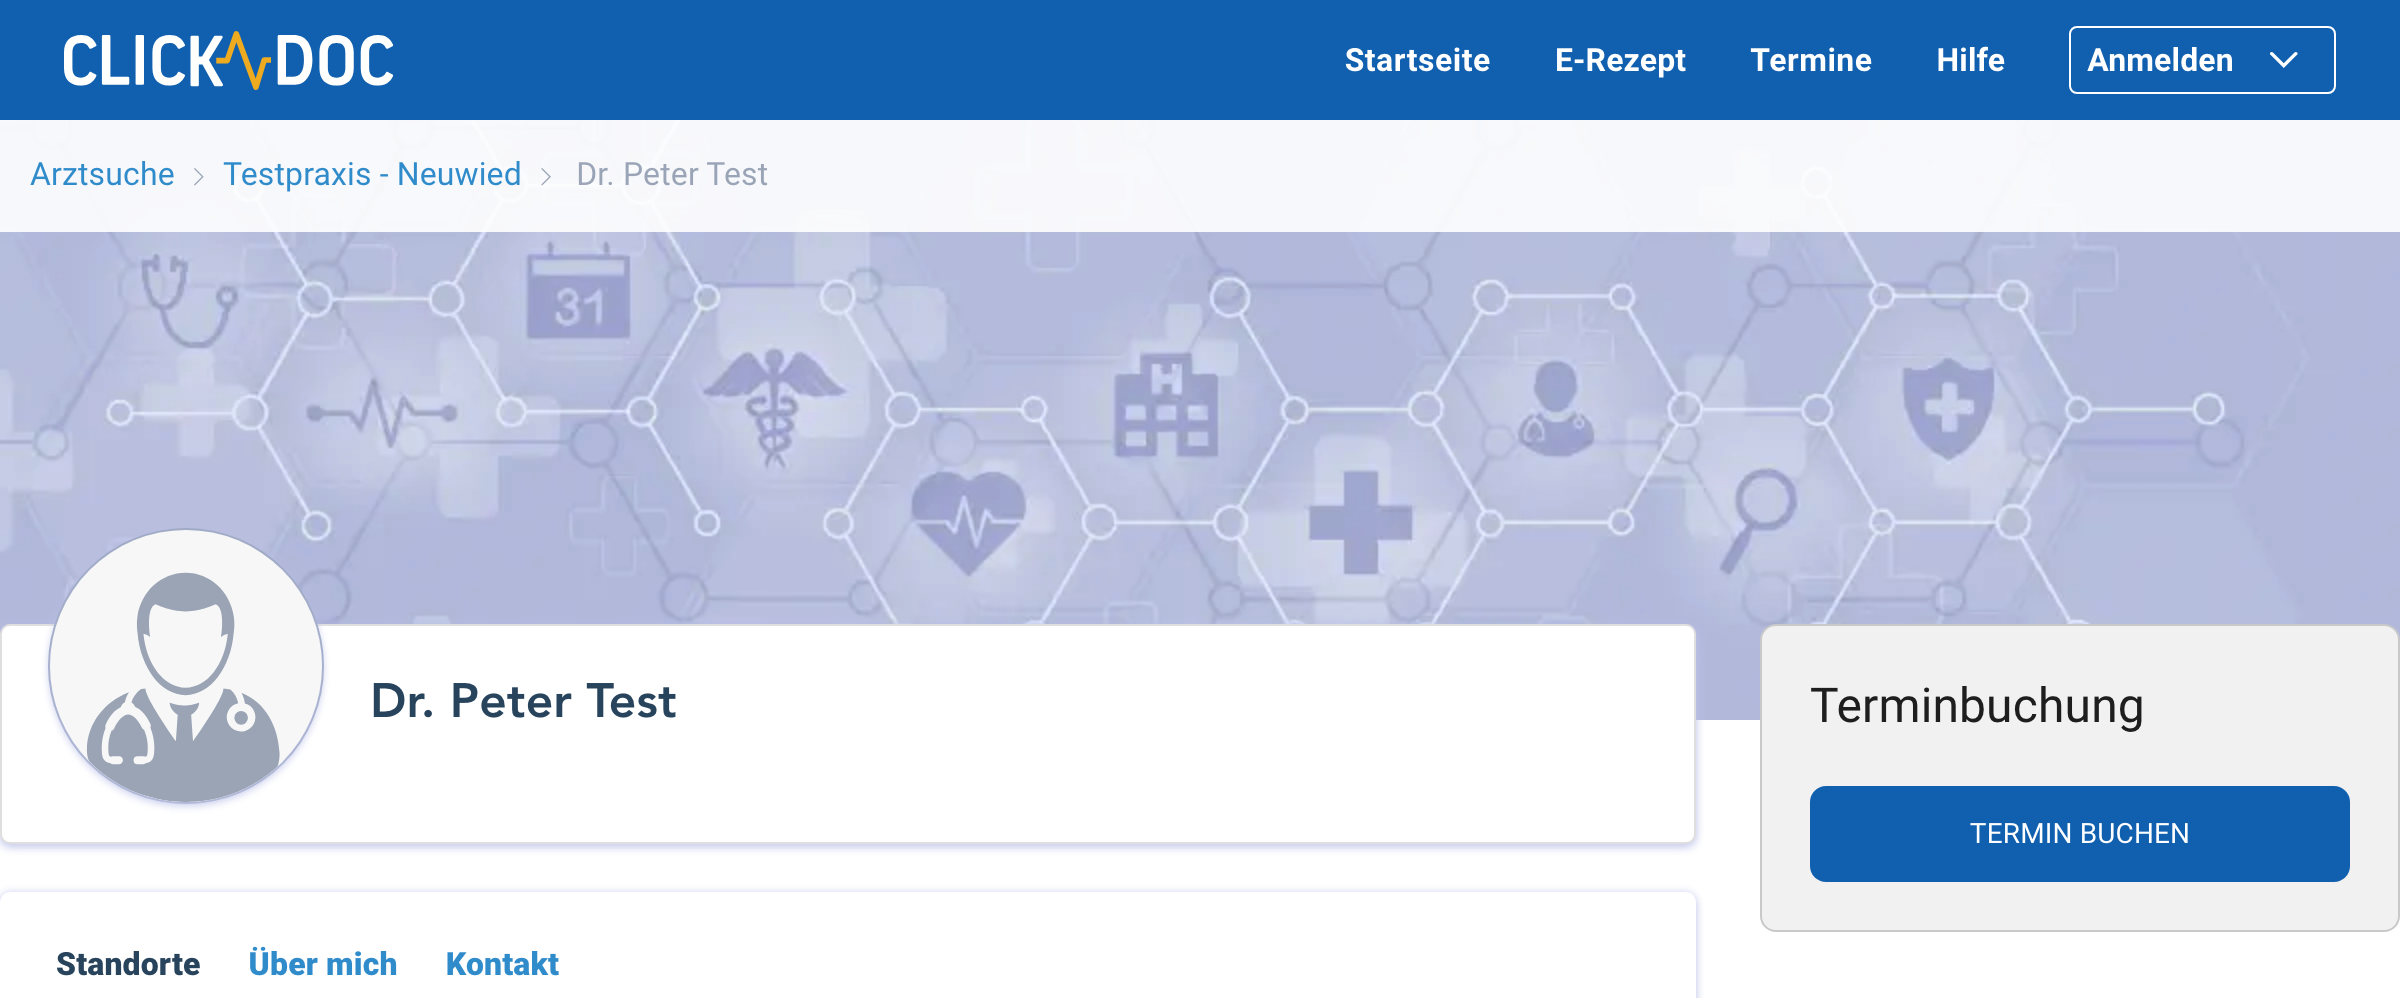 CLICKDOC
Startseite E-Rezept Termine Hilfe Anmelden
Arztsuche > Testpraxis - Neuwied > Dr. Peter Test
31
H
Dr. Peter Test
Terminbuchung
TERMIN BUCHEN
Standorte Über mich Kontakt